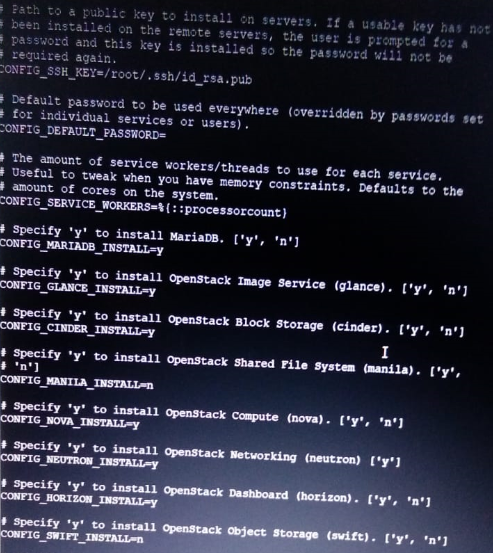 # Path to a public key to install on servers. If a usable key has not
# been installed on the remote servers, the user is prompted for a
# password and this key is installed so the password will not be
# required again.
CONFIG_SSH_KEY=/root/.ssh/id_rsa.pub
# Default password to be used everywhere (overridden by passwords set
# for individual services or users).
CONFIG_DEFAULT_PASSWORD=
# The amount of service workers/threads to use for each service.
# Useful to tweak when you have memory constraints. Defaults to the
# amount of cores on the system.
CONFIG_SERVICE_WORKERS=%{::processorcount}
# Specify 'y' to install MariaDB. ['y', 'n']
CONFIG_MARIADB_INSTALL=y
# Specify 'y' to install OpenStack Image Service (glance). ['y', 'n']
CONFIG_GLANCE_INSTALL=y
# Specify 'y' to install OpenStack Block Storage (cinder). ['y', 'n']
CONFIG_CINDER_INSTALL=y
# Specify 'y' to install OpenStack Shared File System (manila). ['y',
# 'n']
CONFIG_MANILA_INSTALL=n
# Specify 'y' to install OpenStack Compute (nova). ['y', 'n']
CONFIG_NOVA_INSTALL=y
# Specify 'y' to install OpenStack Networking (neutron) ['y']
CONFIG_NEUTRON_INSTALL=y
# Specify 'y' to install OpenStack Dashboard (horizon). ['y', 'n']
CONFIG_HORIZON_INSTALL=y
# Specify 'y' to install OpenStack Object Storage (swift). ['y', 'n']
CONFIG_SWIFT_INSTALL=n